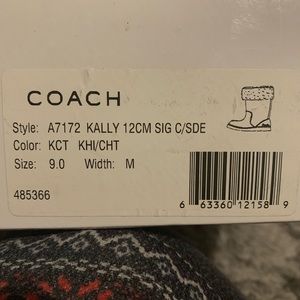 COACH
Style: A7172 KALLY 12CM SIG C/SDE
Color: KCT KHI/CHT
Size: 9.0 Width: M
485366
6 63360 12158 9